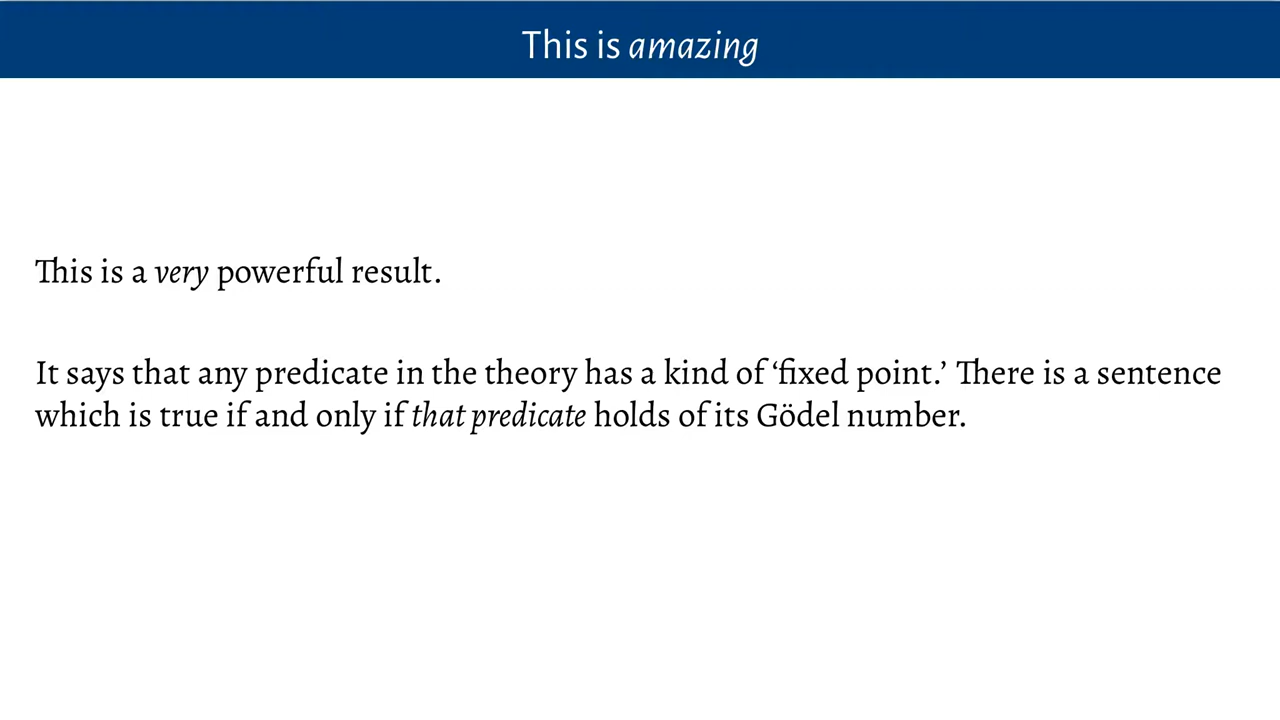 This is amazing
This is a very powerful result.
It says that any predicate in the theory has a kind of ‘fixed point.’ There is a sentence
which is true if and only if that predicate holds of its Gödel number.